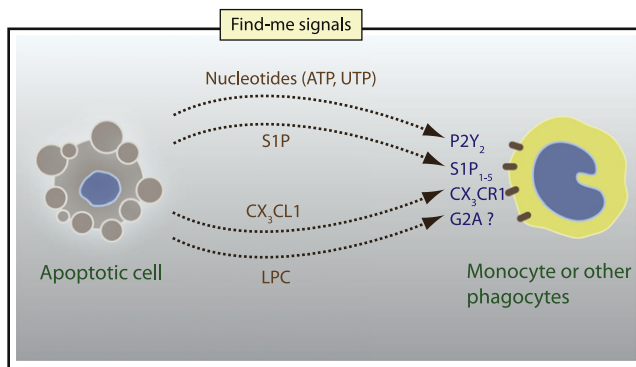 Find-me signals
Nucleotides (ATP, UTP)
S1P
CX₃CL1
LPC
P2Y₂
S1P₁₋₅
CX₃CR1
G2A ?
Apoptotic cell
Monocyte or other
phagocytes